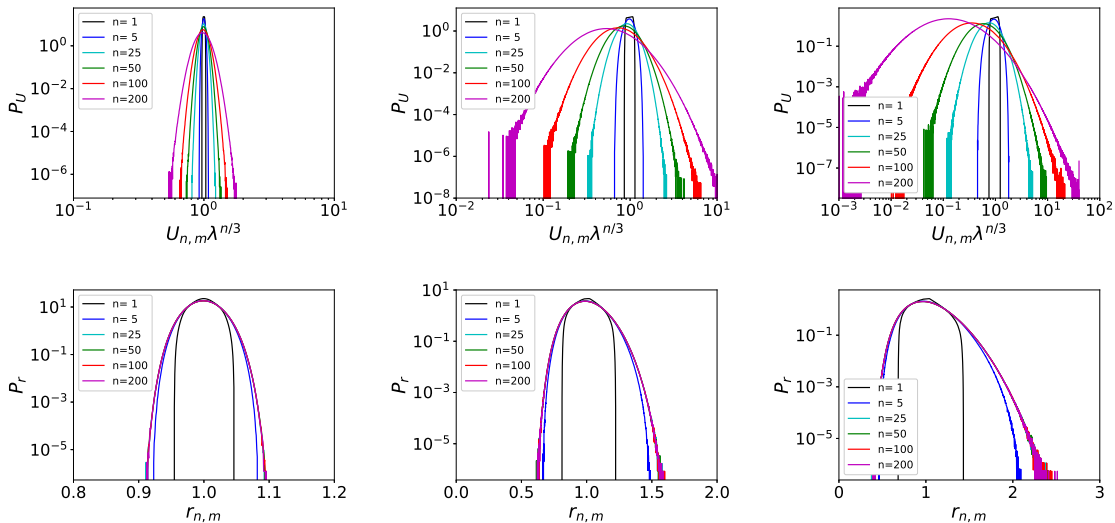 n= 1
n= 5
n=25
n=50
n=100
n=200
P_U
10^0
10^-2
10^-4
10^-6
10^-1 10^0 10^1
U_{n, m}λ^{n/3}
n= 1
n= 5
n=25
n=50
n=100
n=200
P_U
10^0
10^-2
10^-4
10^-6
10^-8
10^-2 10^-1 10^0 10^1
U_{n, m}λ^{n/3}
n= 1
n= 5
n=25
n=50
n=100
n=200
P_U
10^-1
10^-3
10^-5
10^-7
10^-3 10^-2 10^-1 10^0 10^1 10^2
U_{n, m}λ^{n/3}
n= 1
n= 5
n=25
n=50
n=100
n=200
P_r
10^1
10^-1
10^-3
10^-5
0.8 0.9 1.0 1.1 1.2
r_{n, m}
n= 1
n= 5
n=25
n=50
n=100
n=200
P_r
10^1
10^-1
10^-3
10^-5
0.0 0.5 1.0 1.5 2.0
r_{n, m}
n= 1
n= 5
n=25
n=50
n=100
n=200
P_r
10^-1
10^-3
10^-5
0 1 2 3
r_{n, m}